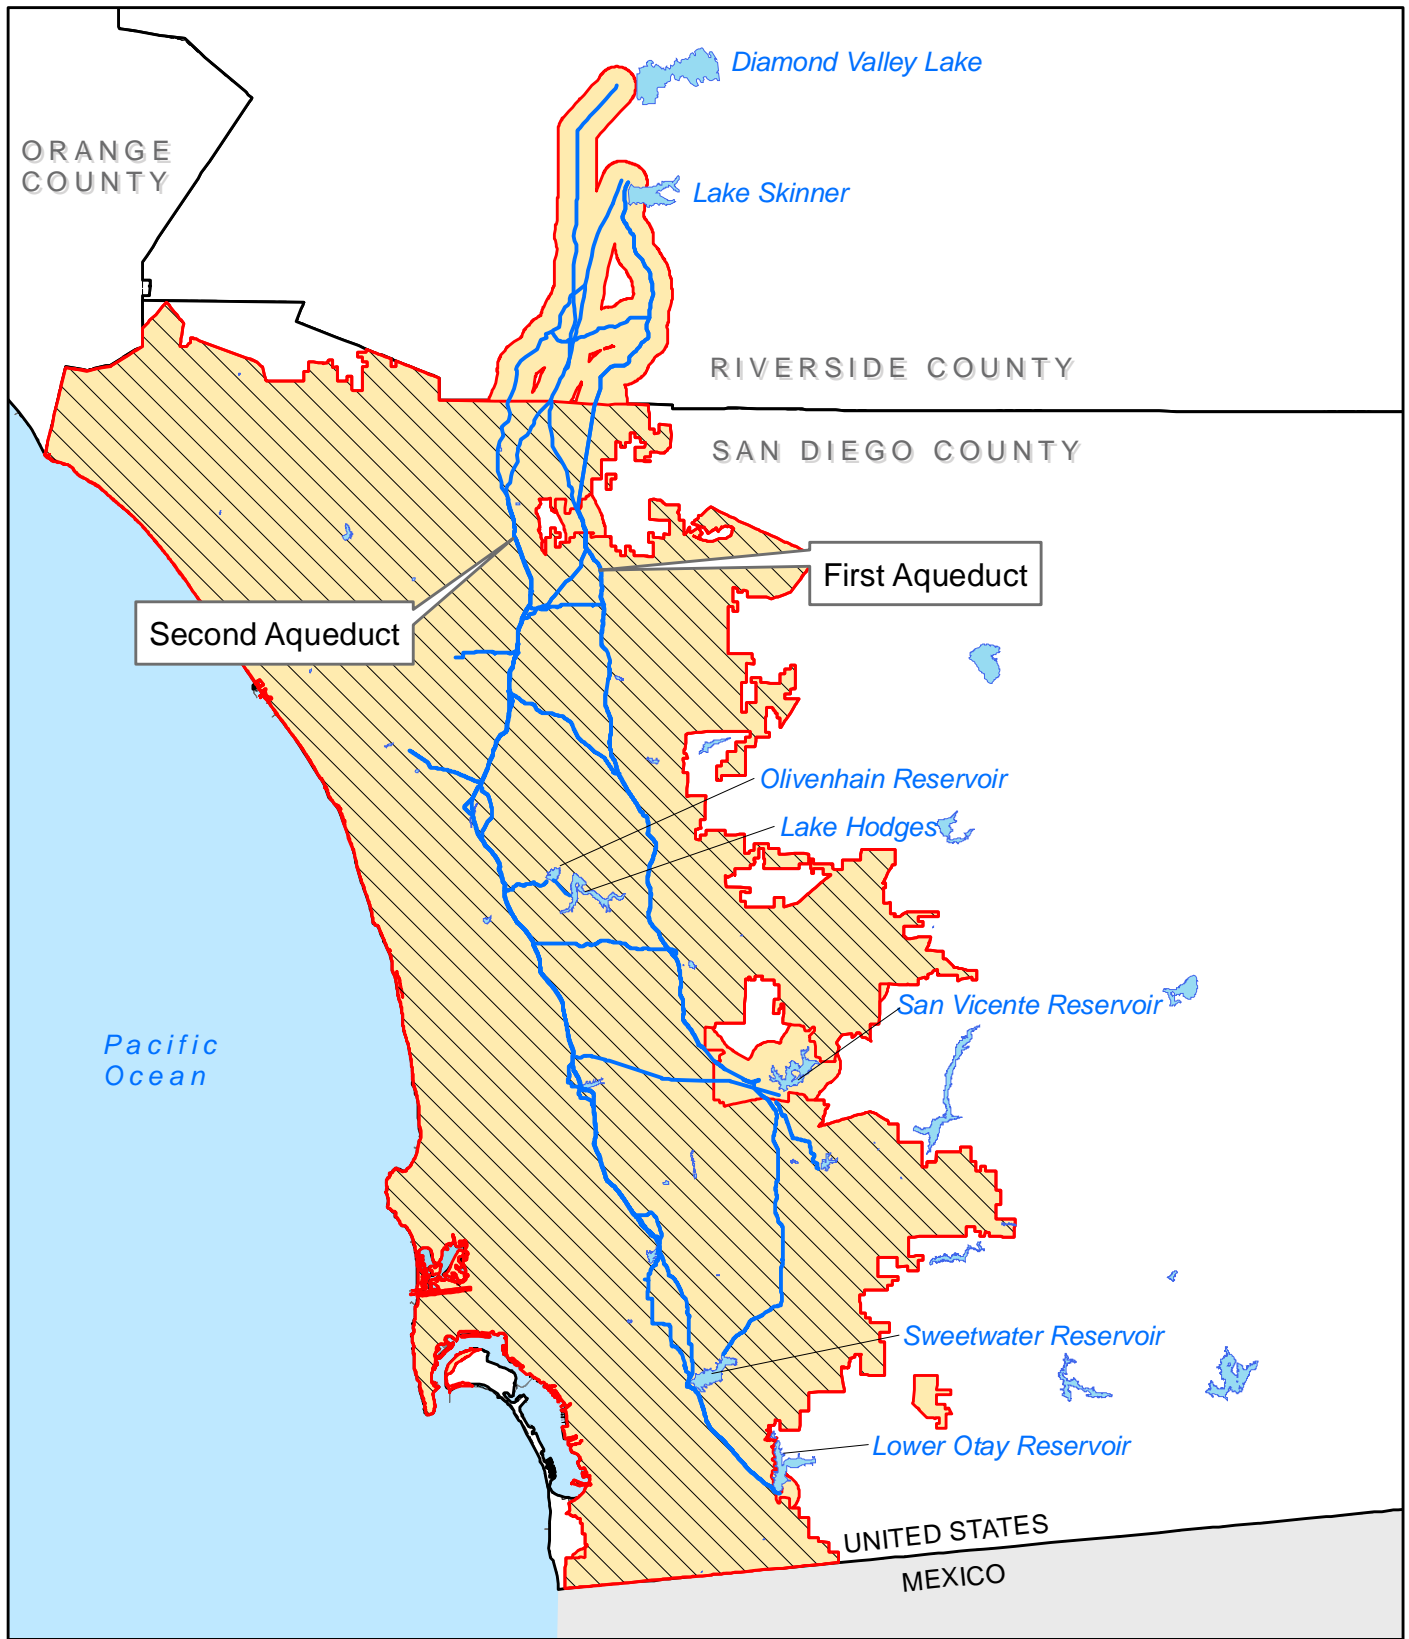 Diamond Valley Lake
ORANGE
COUNTY
Lake Skinner
RIVERSIDE COUNTY
SAN DIEGO COUNTY
First Aqueduct
Second Aqueduct
Olivenhain Reservoir
Lake Hodges
San Vicente Reservoir
Pacific
Ocean
Sweetwater Reservoir
Lower Otay Reservoir
UNITED STATES
MEXICO